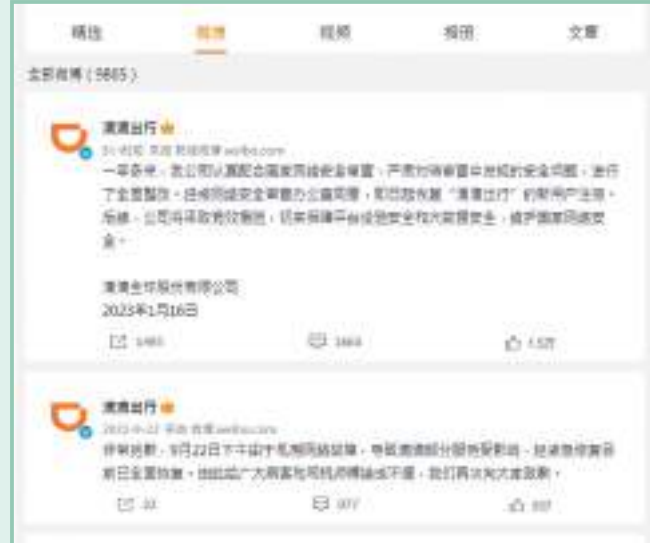 精选 微博 视频 相册 文章
全部微博（9865）
滴滴出行
weibo.com
一年多来，我公司认真配合国家网络安全审查，严肃对待审查中发现的安全问题，进行
了全面整改。经报网络安全审查办公室同意，即日起恢复“滴滴出行”的新用户注册。
后续，公司将采取有效措施，切实保障平台设施安全和大数据安全，维护国家网络安
全。
滴滴全球股份有限公司
2023年1月16日
滴滴出行
weibo.com
非常抱歉，9月22日下午由于机房网络故障，导致滴滴部分服务受影响，经紧急修复目
前已全面恢复。由此给广大乘客和司机师傅造成不便，我们再次向大家致歉。